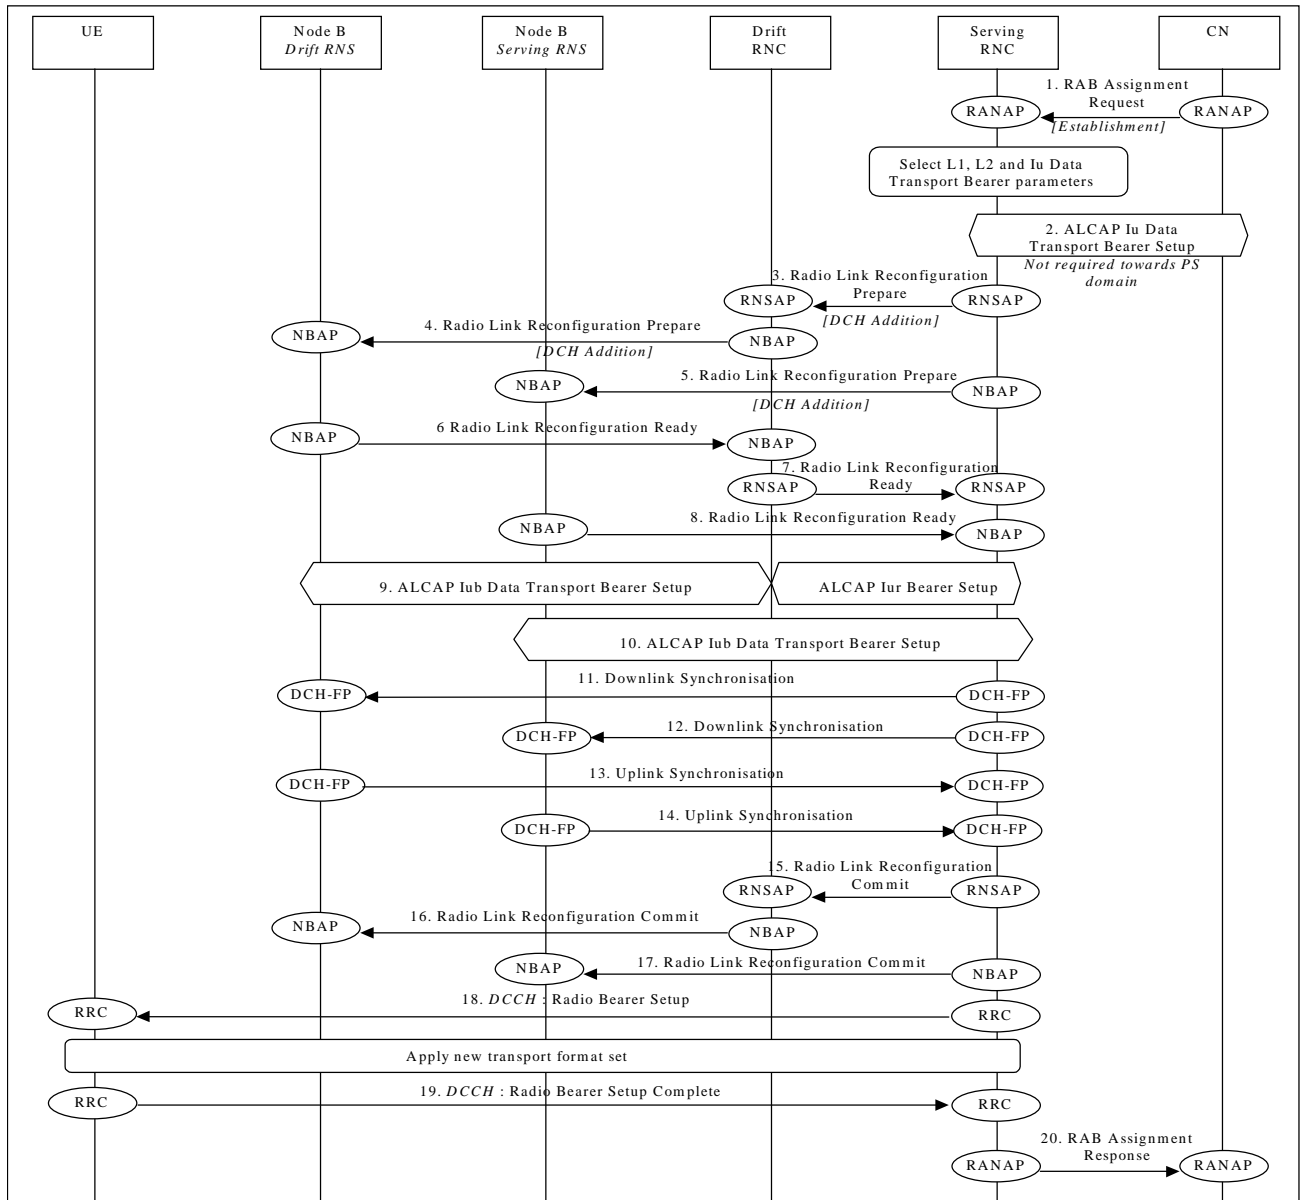 UE
Node B
Drift RNS
Node B
Serving RNS
Drift
RNC
Serving
RNC
CN
1. RAB Assignment
Request
RANAP
RANAP
[Establishment]
Select L1, L2 and Iu Data
Transport Bearer parameters
2. ALCAP Iu Data
Transport Bearer Setup
Not required towards PS
domain
3. Radio Link Reconfiguration
Prepare
RNSAP
RNSAP
[DCH Addition]
4. Radio Link Reconfiguration Prepare
NBAP
NBAP
[DCH Addition]
5. Radio Link Reconfiguration Prepare
NBAP
NBAP
[DCH Addition]
6 Radio Link Reconfiguration Ready
NBAP
NBAP
7. Radio Link Reconfiguration
Ready
RNSAP
RNSAP
8. Radio Link Reconfiguration Ready
NBAP
NBAP
9. ALCAP Iub Data Transport Bearer Setup
ALCAP Iur Bearer Setup
10. ALCAP Iub Data Transport Bearer Setup
11. Downlink Synchronisation
DCH-FP
DCH-FP
12. Downlink Synchronisation
DCH-FP
DCH-FP
13. Uplink Synchronisation
DCH-FP
DCH-FP
14. Uplink Synchronisation
DCH-FP
DCH-FP
15. Radio Link Reconfiguration
Commit
RNSAP
RNSAP
16. Radio Link Reconfiguration Commit
NBAP
NBAP
17. Radio Link Reconfiguration Commit
NBAP
NBAP
18. DCCH : Radio Bearer Setup
RRC
RRC
Apply new transport format set
19. DCCH : Radio Bearer Setup Complete
RRC
RRC
20. RAB Assignment
Response
RANAP
RANAP